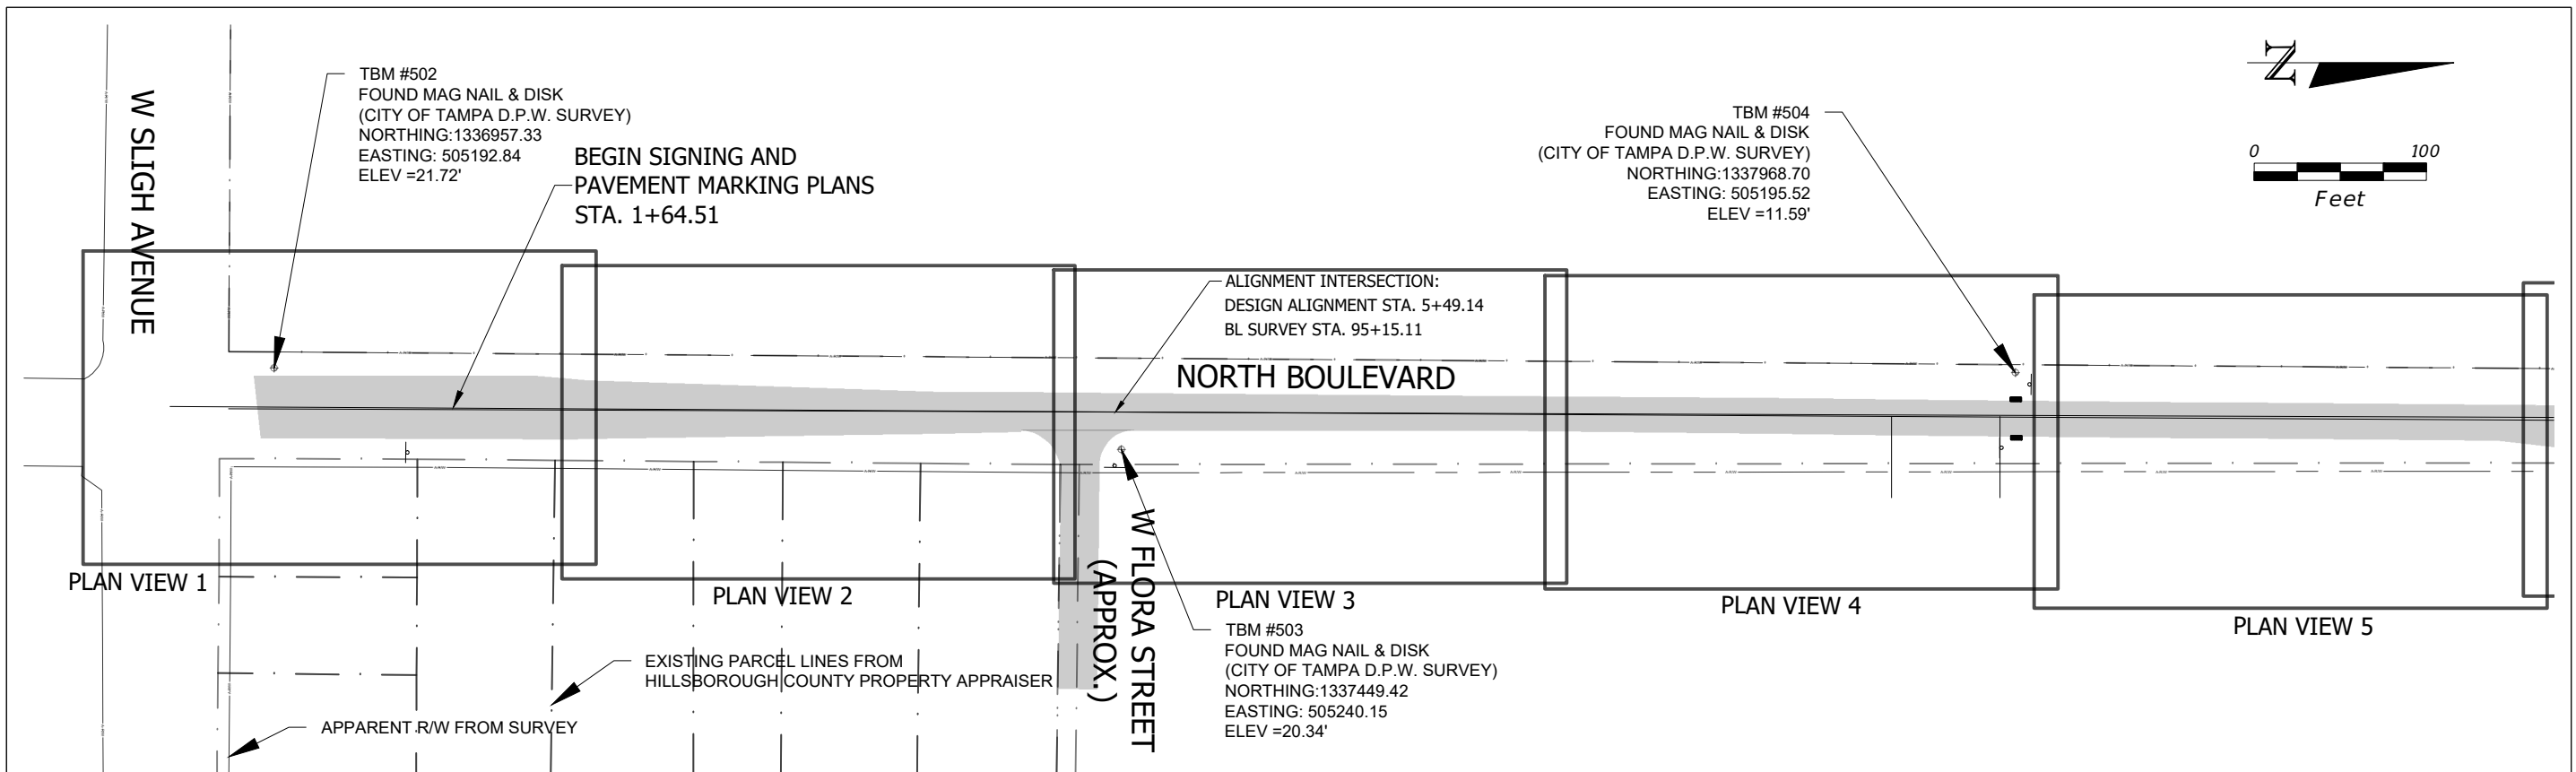 TBM #502
FOUND MAG NAIL & DISK
(CITY OF TAMPA D.P.W. SURVEY)
NORTHING:1336957.33
EASTING: 505192.84
ELEV =21.72'
W SLIGH AVENUE
BEGIN SIGNING AND
PAVEMENT MARKING PLANS
STA. 1+64.51
TBM #504
FOUND MAG NAIL & DISK
(CITY OF TAMPA D.P.W. SURVEY)
NORTHING:1337968.70
EASTING: 505195.52
ELEV =11.59'
N
0 100
Feet
ALIGNMENT INTERSECTION:
DESIGN ALIGNMENT STA. 5+49.14
BL SURVEY STA. 95+15.11
NORTH BOULEVARD
PLAN VIEW 1
PLAN VIEW 2
PLAN VIEW 3
PLAN VIEW 4
PLAN VIEW 5
W FLORA STREET
(APPROX.)
TBM #503
FOUND MAG NAIL & DISK
(CITY OF TAMPA D.P.W. SURVEY)
NORTHING:1337449.42
EASTING: 505240.15
ELEV =20.34'
EXISTING PARCEL LINES FROM
HILLSBOROUGH COUNTY PROPERTY APPRAISER
APPARENT R/W FROM SURVEY